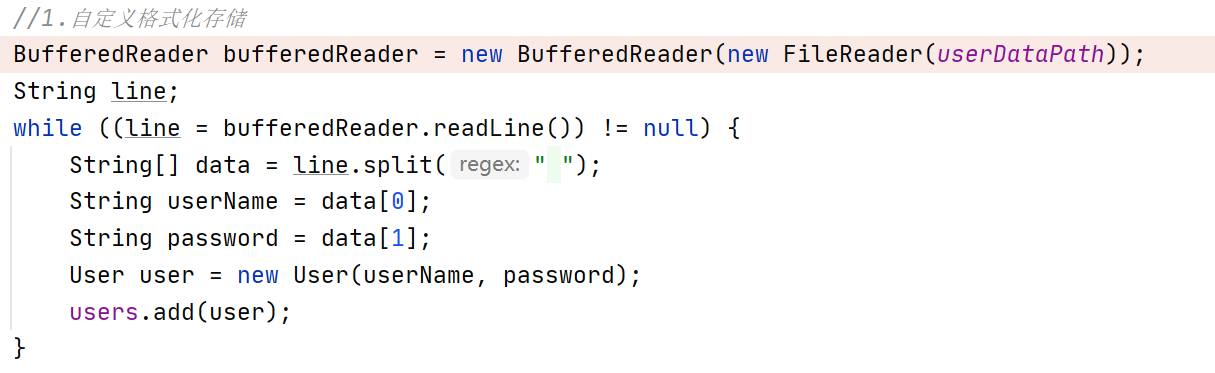 //1.自定义格式化存储
BufferedReader bufferedReader = new BufferedReader(new FileReader(userDataPath));
String line;
while ((line = bufferedReader.readLine()) != null) {
    String[] data = line.split( regex: " ");
    String userName = data[0];
    String password = data[1];
    User user = new User(userName, password);
    users.add(user);
}